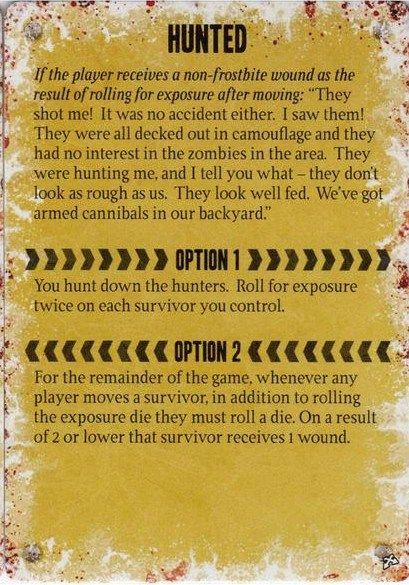 HUNTED
If the player receives a non-frostbite wound as the
result of rolling for exposure after moving: “They
shot me! It was no accident either. I saw them!
They were all decked out in camouflage and they
had no interest in the zombies in the area. They
were hunting me, and I tell you what – they don’t
look as rough as us. They look well fed. We’ve got
armed cannibals in our backyard.”
OPTION 1
You hunt down the hunters. Roll for exposure
twice on each survivor you control.
OPTION 2
For the remainder of the game, whenever any
player moves a survivor, in addition to rolling
the exposure die they must roll a die. On a result
of 2 or lower that survivor receives 1 wound.